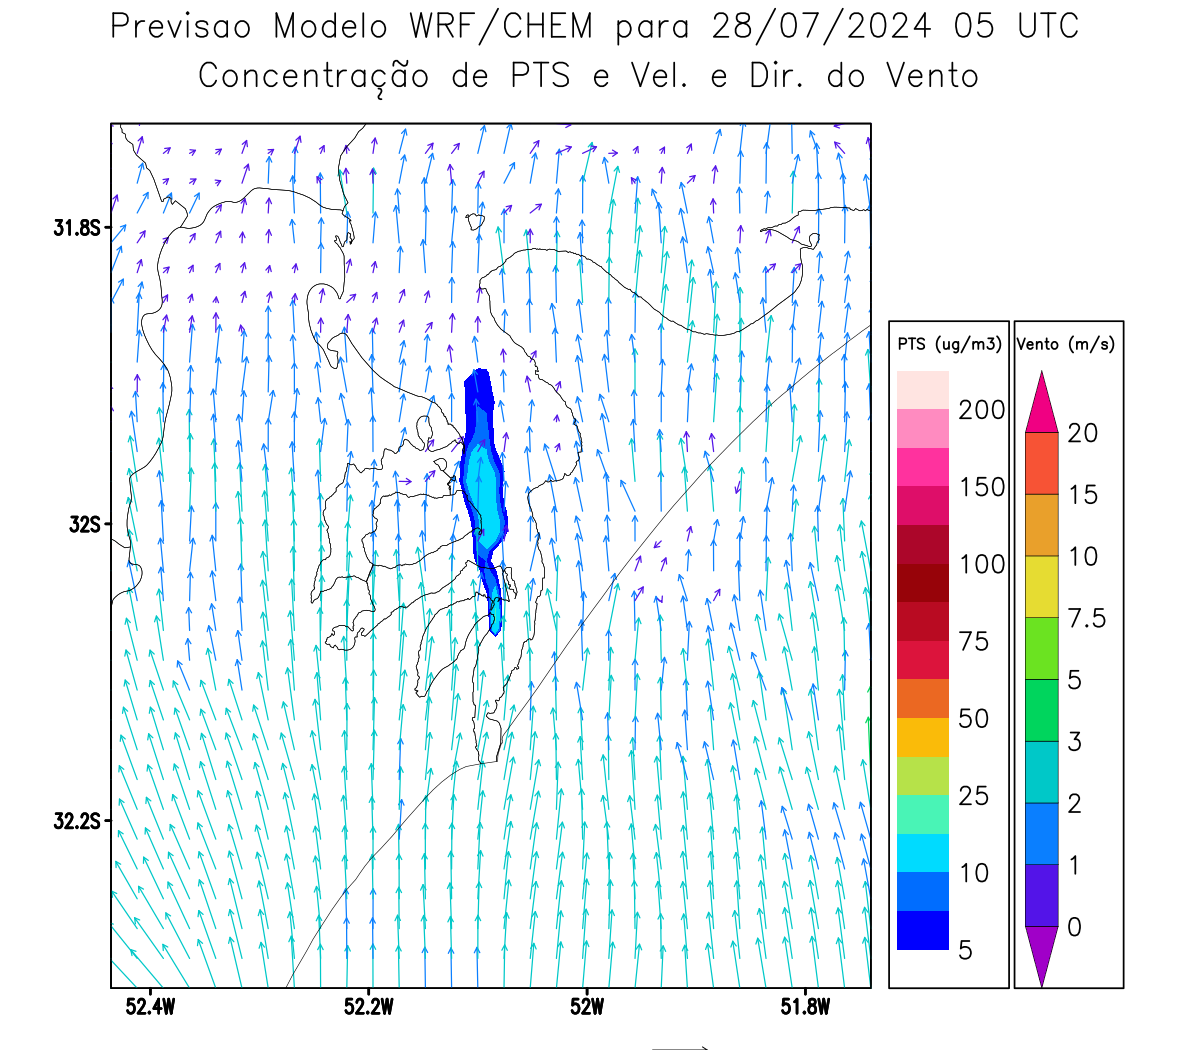 Previsao Modelo WRF/CHEM para 28/07/2024 05 UTC
Concentração de PTS e Vel. e Dir. do Vento
31.8S
32S
32.2S
52.4W 52.2W 52W 51.8W
PTS (ug/m3)
200
150
100
75
50
25
10
5
Vento (m/s)
20
15
10
7.5
5
3
2
1
0